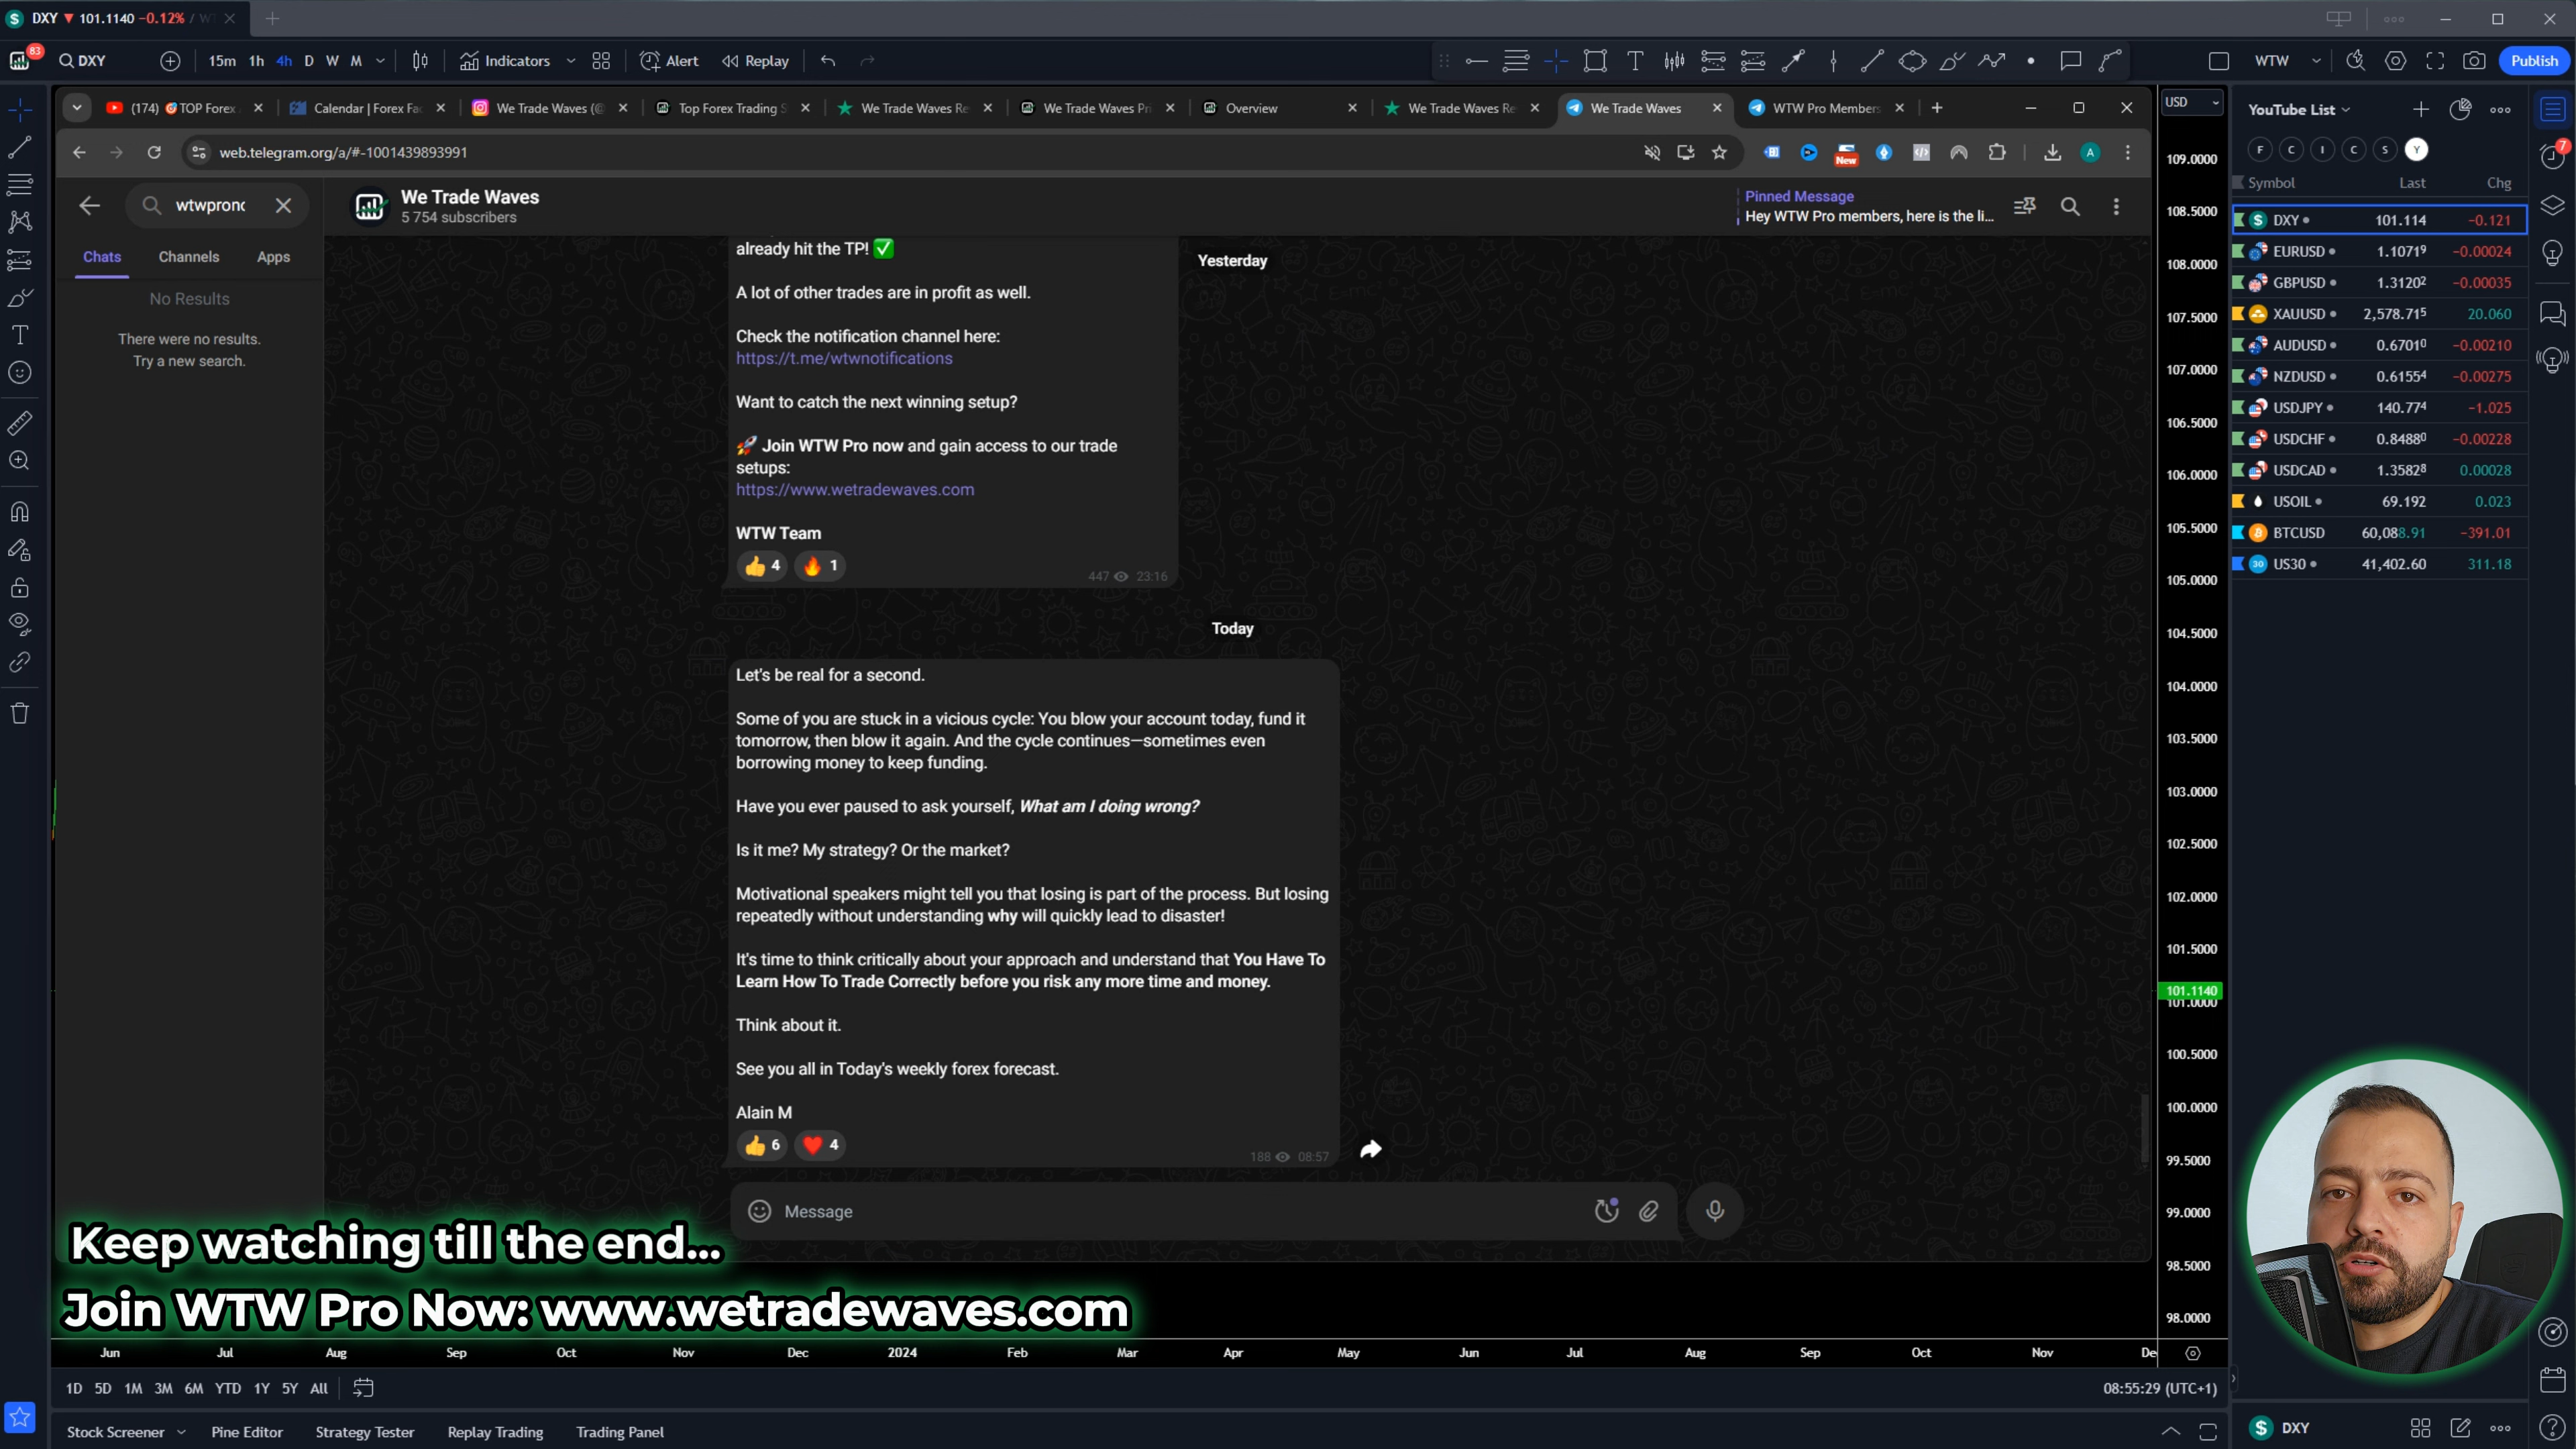 DXY ▼ 101.1140 −0.12% /
83
DXY
15m 1h 4h D W M
Indicators
Alert
Replay
WTW
Publish
(174) 🎯TOP Forex
Calendar | Forex Fac
We Trade Waves (@
Top Forex Trading S
We Trade Waves Re
We Trade Waves Pri
Overview
We Trade Waves Re
We Trade Waves
WTW Pro Members
web.telegram.org/a/#-1001439893991
New
A
wtwpronc
Chats
Channels
Apps
No Results
There were no results.
Try a new search.
We Trade Waves
5 754 subscribers
Pinned Message
Hey WTW Pro members, here is the li...
already hit the TP! ✅
Yesterday
A lot of other trades are in profit as well.
Check the notification channel here:
https://t.me/wtwnotifications
Want to catch the next winning setup?
🚀 Join WTW Pro now and gain access to our trade
setups:
https://www.wetradewaves.com
WTW Team
👍 4 🔥 1
447 23:16
Today
Let's be real for a second.
Some of you are stuck in a vicious cycle: You blow your account today, fund it
tomorrow, then blow it again. And the cycle continues—sometimes even
borrowing money to keep funding.
Have you ever paused to ask yourself, What am I doing wrong?
Is it me? My strategy? Or the market?
Motivational speakers might tell you that losing is part of the process. But losing
repeatedly without understanding why will quickly lead to disaster!
It's time to think critically about your approach and understand that You Have To
Learn How To Trade Correctly before you risk any more time and money.
Think about it.
See you all in Today's weekly forex forecast.
Alain M
👍 6 ❤️ 4
188 08:57
Message
Keep watching till the end...
Join WTW Pro Now: www.wetradewaves.com
USD
109.0000
108.5000
108.0000
107.5000
107.0000
106.5000
106.0000
105.5000
105.0000
104.5000
104.0000
103.5000
103.0000
102.5000
102.0000
101.5000
101.1140
101.0000
100.5000
100.0000
99.5000
99.0000
98.5000
98.0000
Jun Jul Aug Sep Oct Nov Dec 2024 Feb Mar Apr May Jun Jul Aug Sep Oct Nov De
1D 5D 1M 3M 6M YTD 1Y 5Y All
08:55:29 (UTC+1)
Stock Screener
Pine Editor
Strategy Tester
Replay Trading
Trading Panel
YouTube List
F C I C S Y
7
Symbol Last Chg
DXY 101.114 −0.121
EURUSD 1.10719 −0.00024
GBPUSD 1.31202 −0.00035
XAUUSD 2,578.715 20.060
AUDUSD 0.67010 −0.00210
NZDUSD 0.61554 −0.00275
USDJPY 140.774 −1.025
USDCHF 0.84880 −0.00228
USDCAD 1.35828 0.00028
USOIL 69.192 0.023
BTCUSD 60,088.91 −391.01
30 US30 41,402.60 311.18
DXY